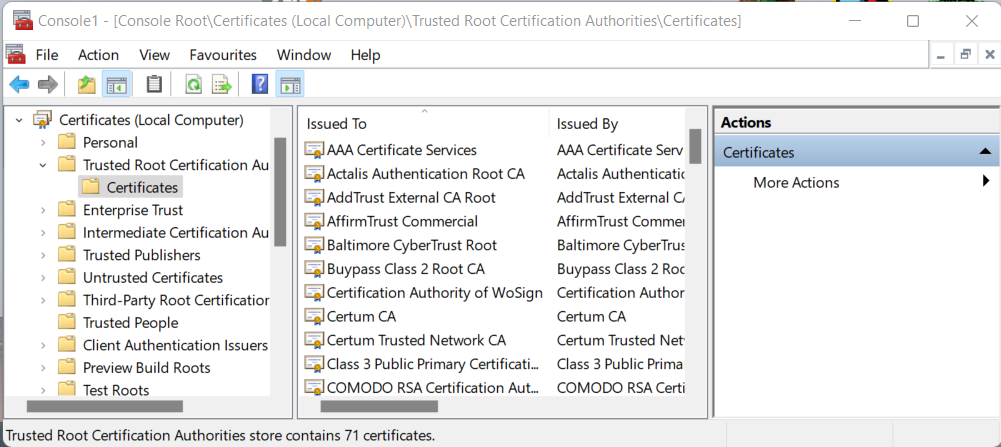 Console1 - [Console Root\Certificates (Local Computer)\Trusted Root Certification Authorities\Certificates]
File Action View Favourites Window Help
Certificates (Local Computer)
Personal
Trusted Root Certification Au
Certificates
Enterprise Trust
Intermediate Certification Au
Trusted Publishers
Untrusted Certificates
Third-Party Root Certification
Trusted People
Client Authentication Issuers
Preview Build Roots
Test Roots
Issued To Issued By
AAA Certificate Services AAA Certificate Serv
Actalis Authentication Root CA Actalis Authenticatic
AddTrust External CA Root AddTrust External CA
AffirmTrust Commercial AffirmTrust Commer
Baltimore CyberTrust Root Baltimore CyberTrus
Buypass Class 2 Root CA Buypass Class 2 Roc
Certification Authority of WoSign Certification Author
Certum CA Certum CA
Certum Trusted Network CA Certum Trusted Net
Class 3 Public Primary Certificati... Class 3 Public Prima
COMODO RSA Certification Aut... COMODO RSA Certi
Actions
Certificates
More Actions
Trusted Root Certification Authorities store contains 71 certificates.